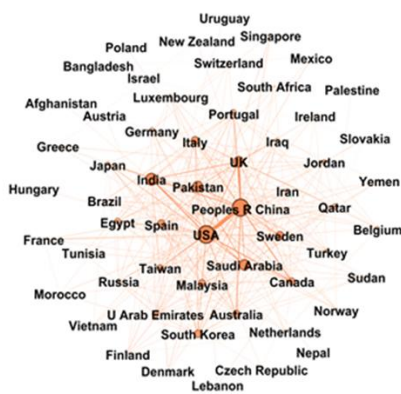 Uruguay
New Zealand Singapore
Poland
Bangladesh Switzerland Mexico
Israel
South Africa Palestine
Luxembourg
Afghanistan
Austria Portugal Ireland
Germany
Italy Iraq Slovakia
Greece
Japan UK Jordan
India
Pakistan Yemen
Hungary Iran
Brazil
Peoples R China Qatar
Egypt Spain
USA Sweden Belgium
France
Tunisia Turkey
Taiwan Saudi Arabia
Russia Malaysia Canada Sudan
Morocco
U Arab Emirates Australia Norway
Vietnam
South Korea Netherlands
Finland Nepal
Denmark Czech Republic
Lebanon